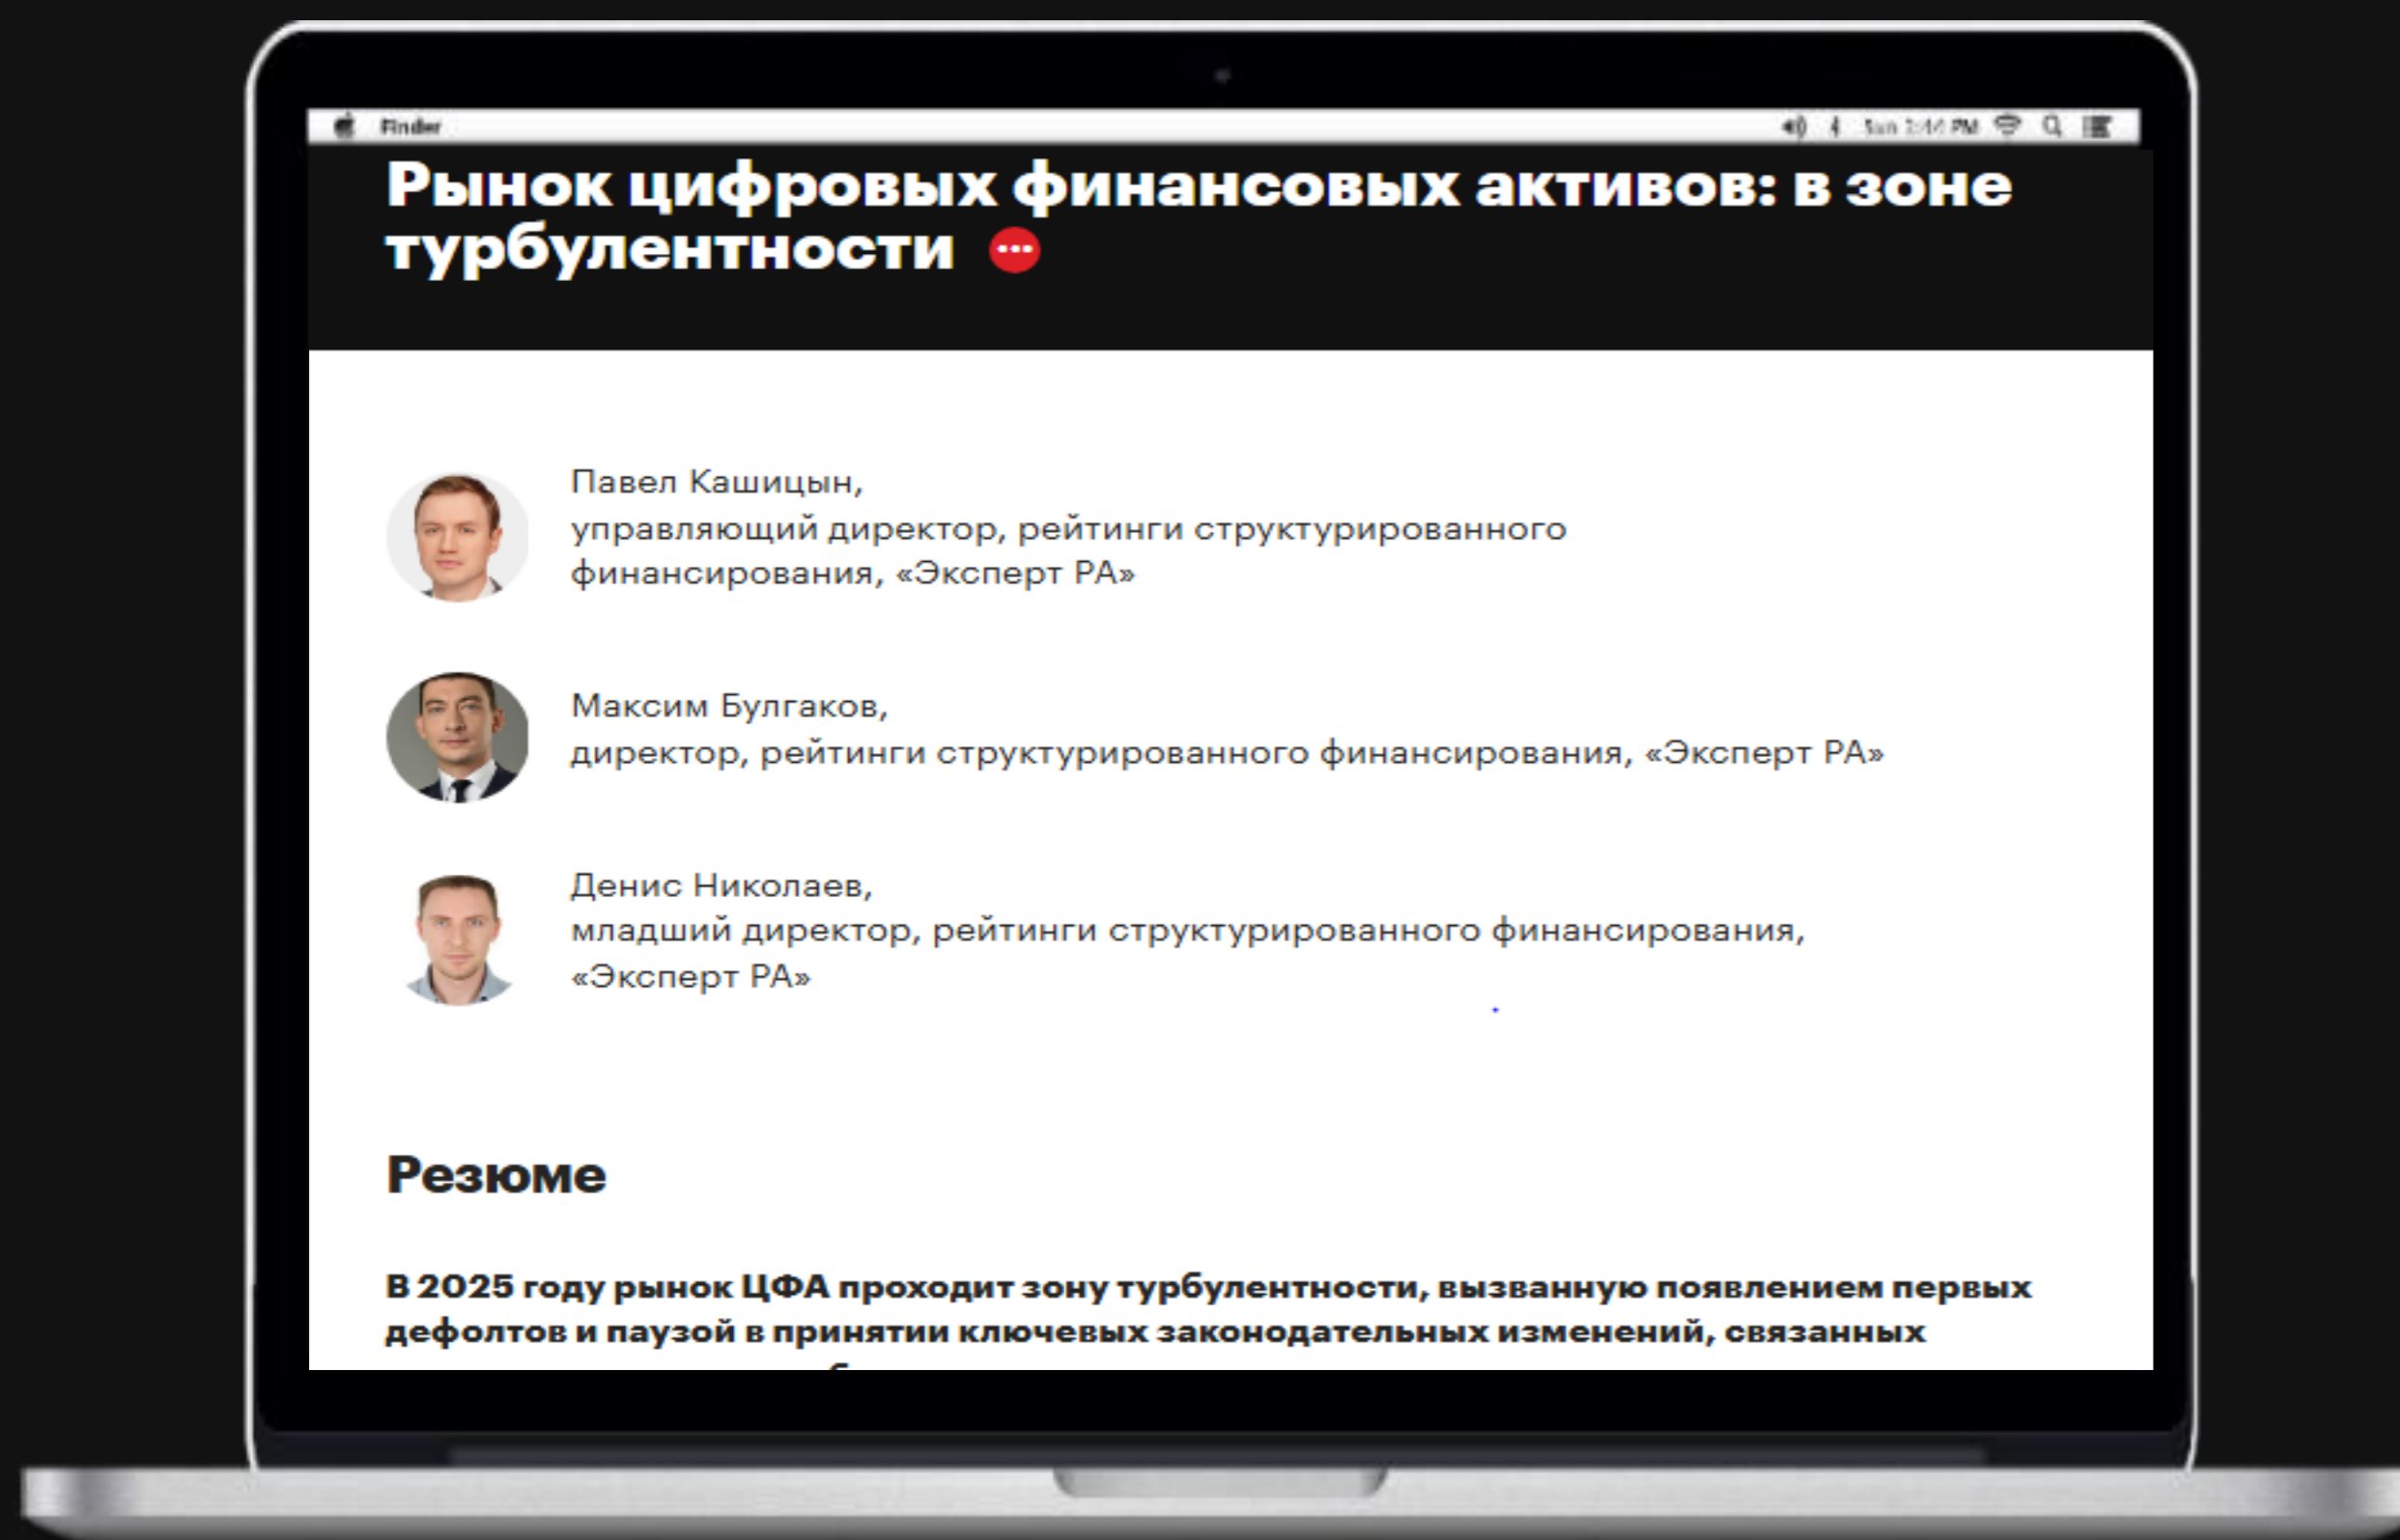 Finder
Sun PM
Рынок цифровых финансовых активов: в зоне
турбулентности
Павел Кашицын,
управляющий директор, рейтинги структурированного
финансирования, «Эксперт РА»
Максим Булгаков,
директор, рейтинги структурированного финансирования, «Эксперт РА»
Денис Николаев,
младший директор, рейтинги структурированного финансирования,
«Эксперт РА»
Резюме
В 2025 году рынок ЦФА проходит зону турбулентности, вызванную появлением первых
дефолтов и паузой в принятии ключевых законодательных изменений, связанных